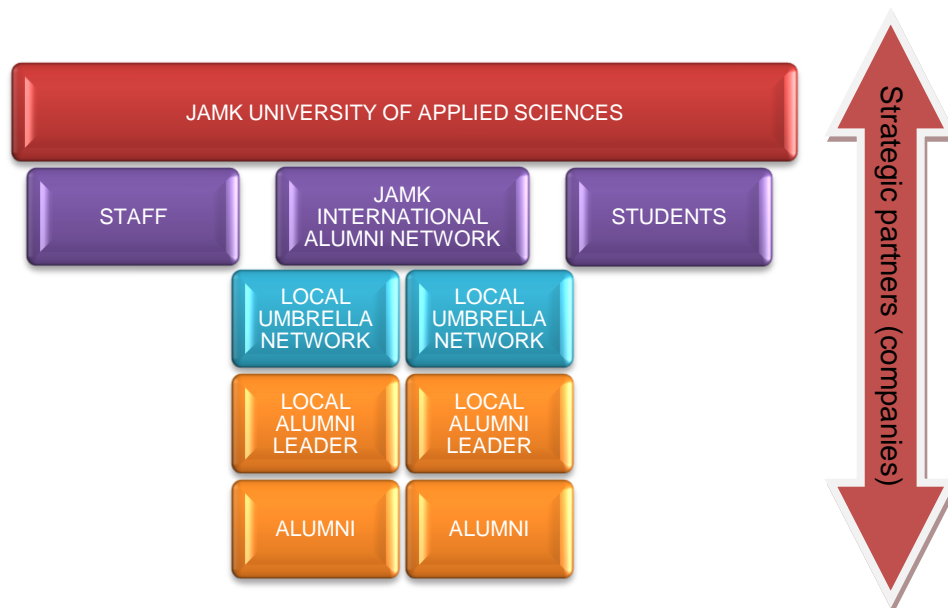 JAMK UNIVERSITY OF APPLIED SCIENCES
STAFF
JAMK
INTERNATIONAL
ALUMNI NETWORK
STUDENTS
LOCAL
UMBRELLA
NETWORK
LOCAL
UMBRELLA
NETWORK
LOCAL
ALUMNI
LEADER
LOCAL
ALUMNI
LEADER
ALUMNI
ALUMNI
Strategic partners (companies)